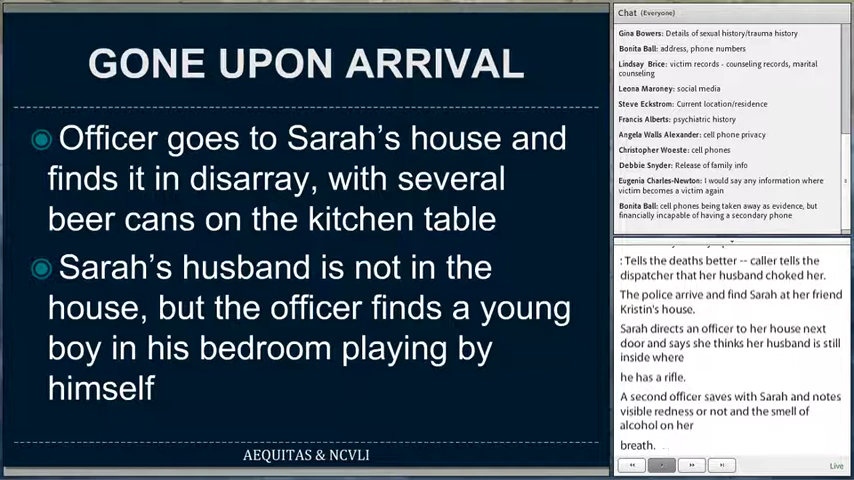 GONE UPON ARRIVAL
Officer goes to Sarah's house and
finds it in disarray, with several
beer cans on the kitchen table
Sarah's husband is not in the
house, but the officer finds a young
boy in his bedroom playing by
himself
AEQUITAS & NCVLI
Chat (Everyone)
Gina Bowers: Details of sexual history/trauma history
Bonita Ball: address, phone numbers
Lindsay Brice: victim records - counseling records, marital
counseling
Leona Maroney: social media
Steve Eckstrom: Current location/residence
Francis Alberts: psychiatric history
Angela Walls Alexander: cell phone privacy
Christopher Woeste: cell phones
Debbie Snyder: Release of family info
Eugenia Charles-Newton: I would say any information where
victim becomes a victim again
Bonita Ball: cell phones being taken away as evidence, but
financially incapable of having a secondary phone
: Tells the deaths better -- caller tells the
dispatcher that her husband choked her.
The police arrive and find Sarah at her friend
Kristin's house.
Sarah directs an officer to her house next
door and says she thinks her husband is still
inside where
he has a rifle.
A second officer saves with Sarah and notes
visible redness or not and the smell of
alcohol on her
breath.
Live